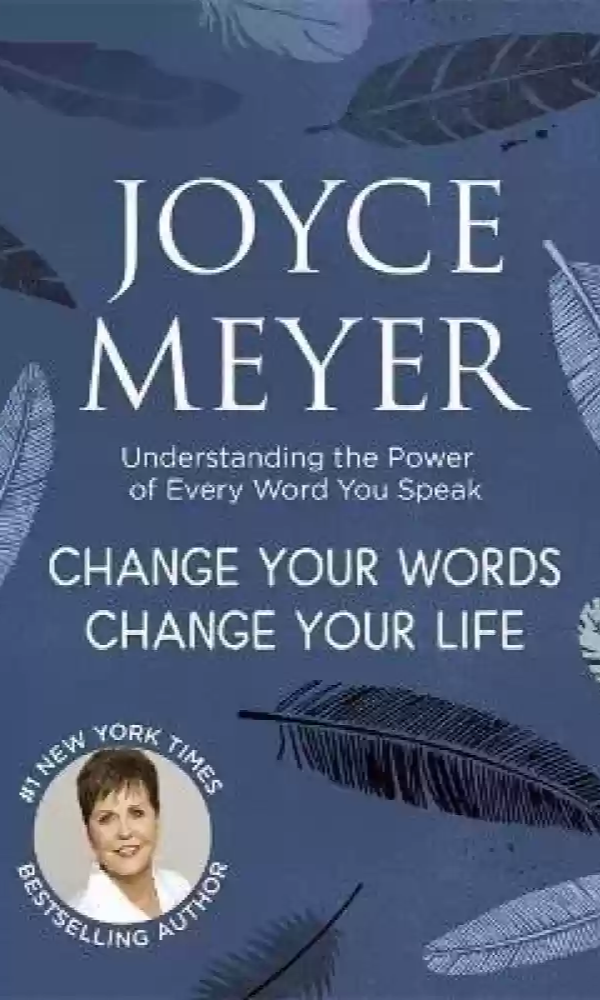 JOYCE
MEYER
Understanding the Power
of Every Word You Speak
CHANGE YOUR WORDS
CHANGE YOUR LIFE
#1 NEW YORK TIMES
BESTSELLING AUTHOR